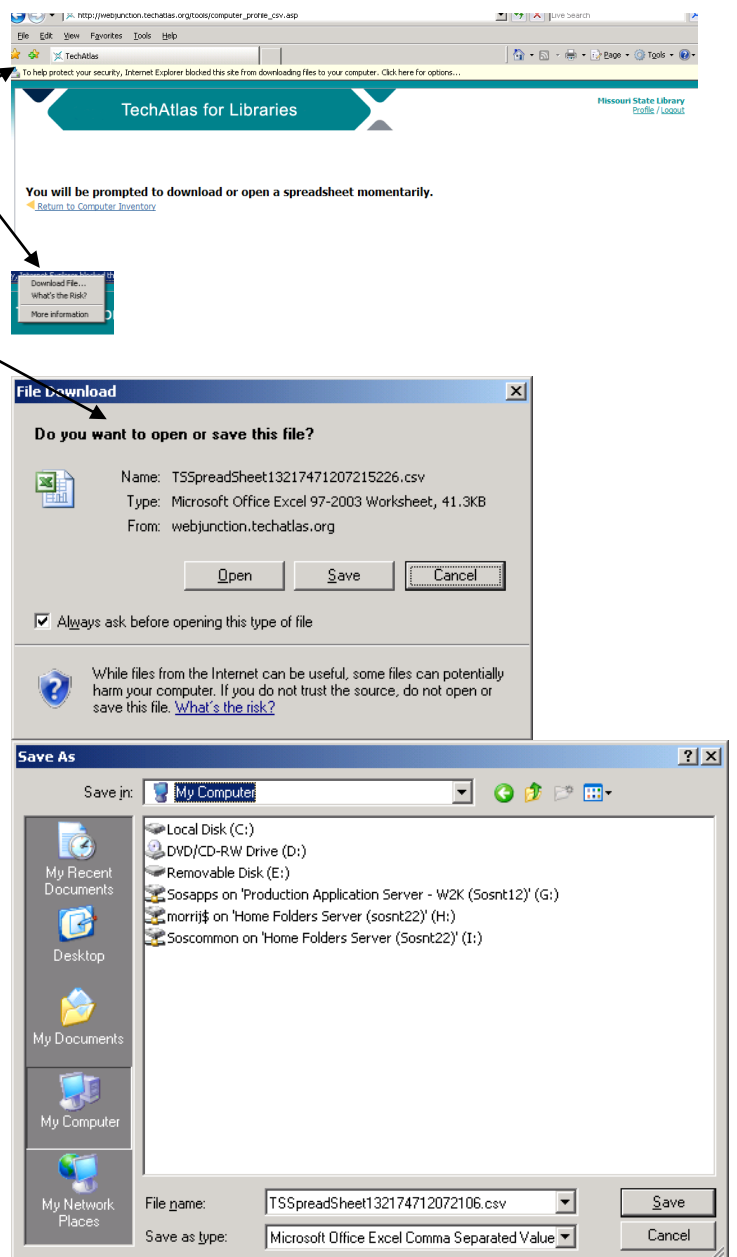 http://webjunction.techatlas.org/tools/computer_profile_csv.asp
Live Search
File Edit View Favorites Tools Help
TechAtlas
Page Tools
To help protect your security, Internet Explorer blocked this site from downloading files to your computer. Click here for options...
TechAtlas for Libraries
Missouri State Library
Profile / Logout
You will be prompted to download or open a spreadsheet momentarily.
Return to Computer Inventory
Download File...
What's the Risk?
More information
File Download
Do you want to open or save this file?
Name: TSSpreadSheet13217471207215226.csv
Type: Microsoft Office Excel 97-2003 Worksheet, 41.3KB
From: webjunction.techatlas.org
Open Save Cancel
Always ask before opening this type of file
While files from the Internet can be useful, some files can potentially
harm your computer. If you do not trust the source, do not open or
save this file. What's the risk?
Save As
Save in: My Computer
Local Disk (C:)
DVD/CD-RW Drive (D:)
Removable Disk (E:)
Sosapps on 'Production Application Server - W2K (Sosnt12)' (G:)
morrij$ on 'Home Folders Server (sosnt22)' (H:)
Soscommon on 'Home Folders Server (Sosnt22)' (I:)
My Recent
Documents
Desktop
My Documents
My Computer
My Network
Places
File name: TSSpreadSheet132174712072106.csv Save
Save as type: Microsoft Office Excel Comma Separated Value Cancel